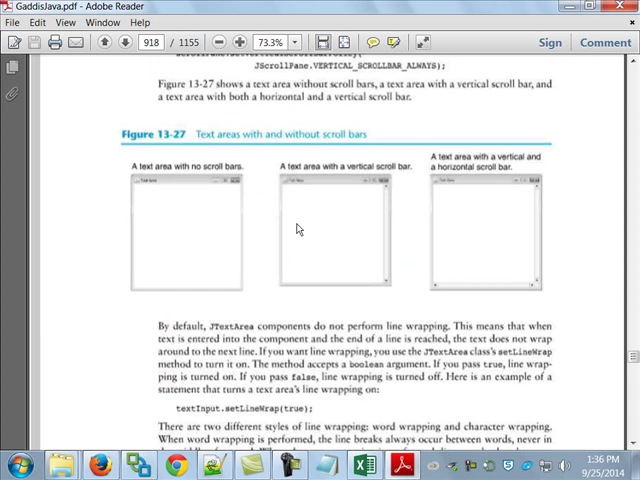 GaddisJava.pdf - Adobe Reader
File Edit View Window Help
918 / 1155 73.3% Sign Comment
JScrollPane.VERTICAL_SCROLLBAR_ALWAYS);
Figure 13-27 shows a text area without scroll bars, a text area with a vertical scroll bar, and
a text area with both a horizontal and a vertical scroll bar.
Figure 13-27 Text areas with and without scroll bars
A text area with no scroll bars.
A text area with a vertical scroll bar.
A text area with a vertical and
a horizontal scroll bar.
By default, JTextArea components do not perform line wrapping. This means that when
text is entered into the component and the end of a line is reached, the text does not wrap
around to the next line. If you want line wrapping, you use the JTextArea class's setLineWrap
method to turn it on. The method accepts a boolean argument. If you pass true, line wrap-
ping is turned on. If you pass false, line wrapping is turned off. Here is an example of a
statement that turns a text area's line wrapping on:
textInput.setLineWrap(true);
There are two different styles of line wrapping: word wrapping and character wrapping.
When word wrapping is performed, the line breaks always occur between words, never in
1:36 PM
9/25/2014